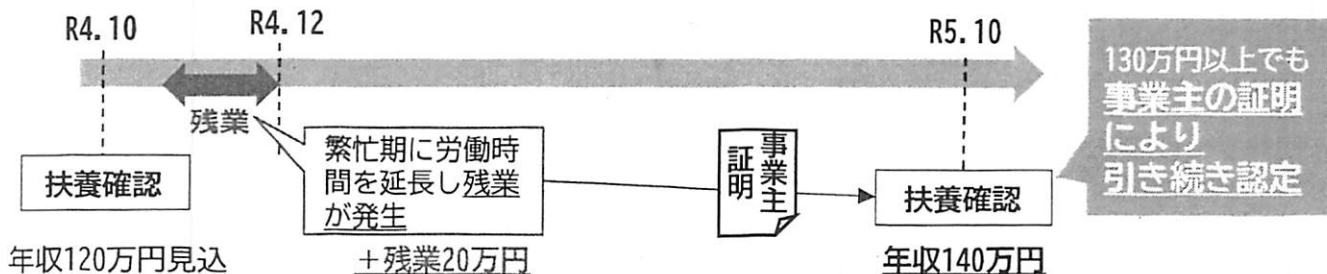 R4.10
R4.12
R5.10
残業
扶養確認
年収120万円見込
繁忙期に労働時
間を延長し残業
が発生
＋残業20万円
事業主
証明
扶養確認
年収140万円
130万円以上でも
事業主の証明
により
引き続き認定